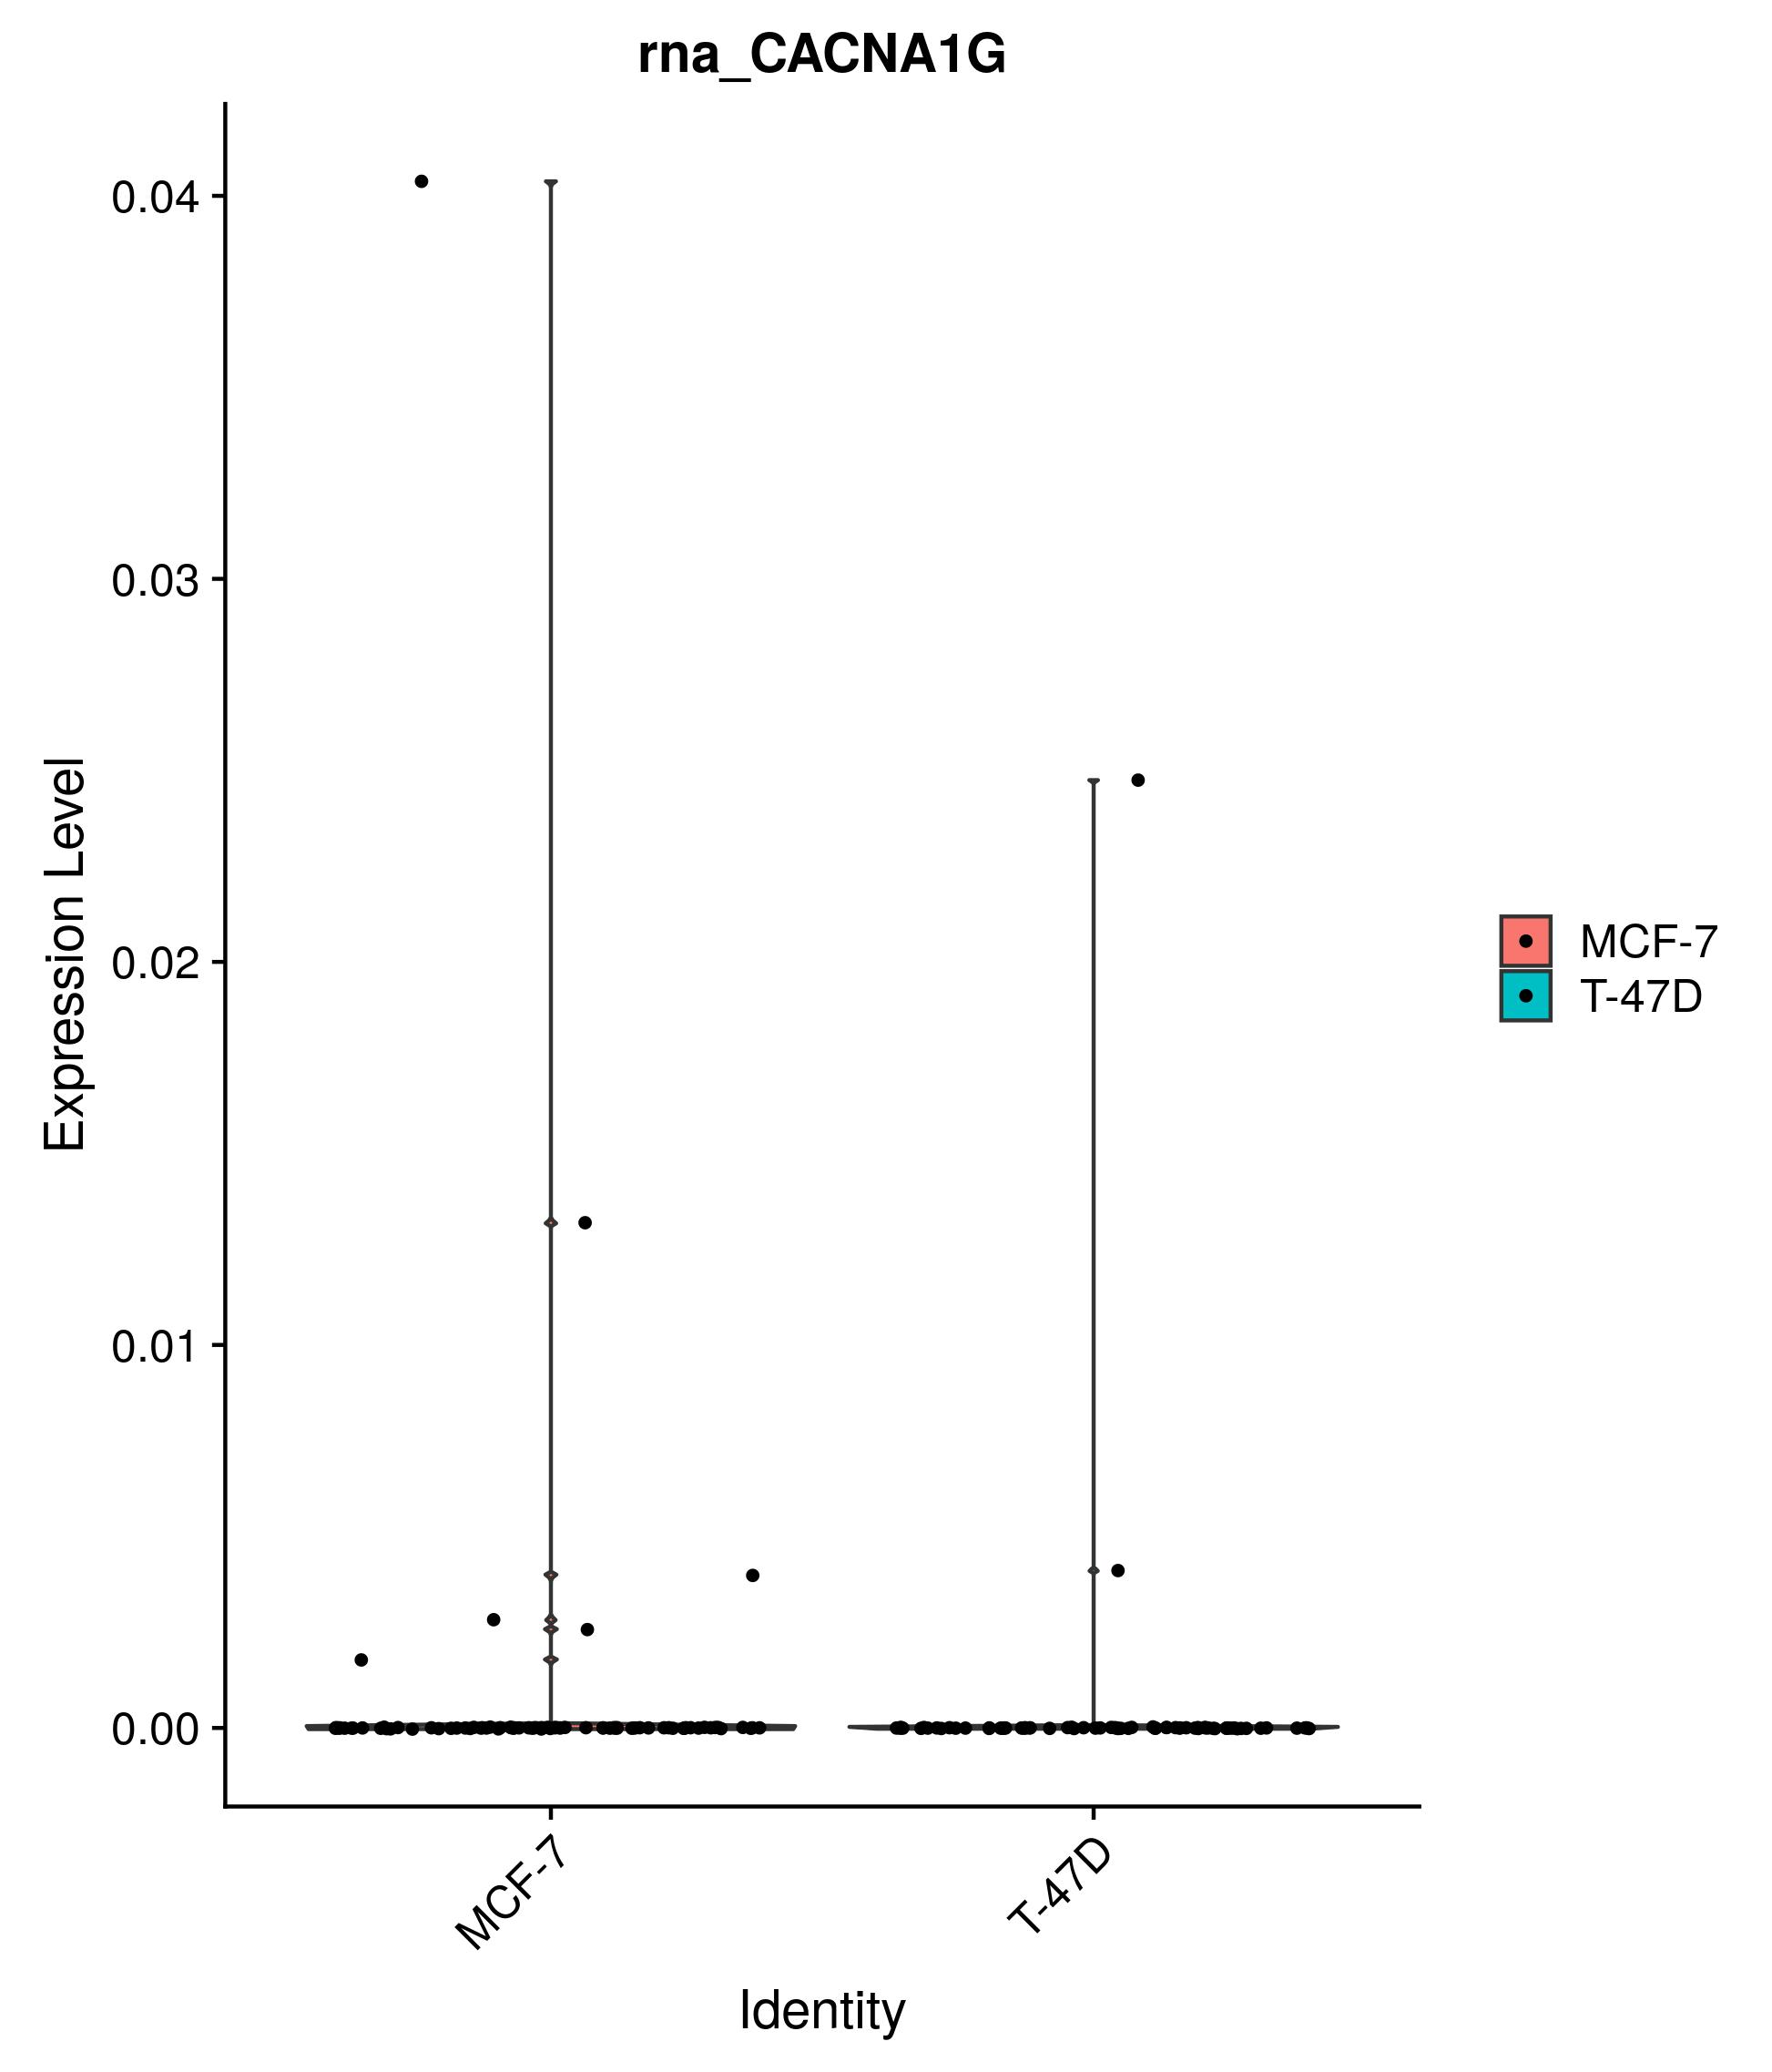 rna_CACNA1G
Expression Level
0.04
0.03
0.02
0.01
0.00
MCF-7
T-47D
Identity
MCF-7
T-47D